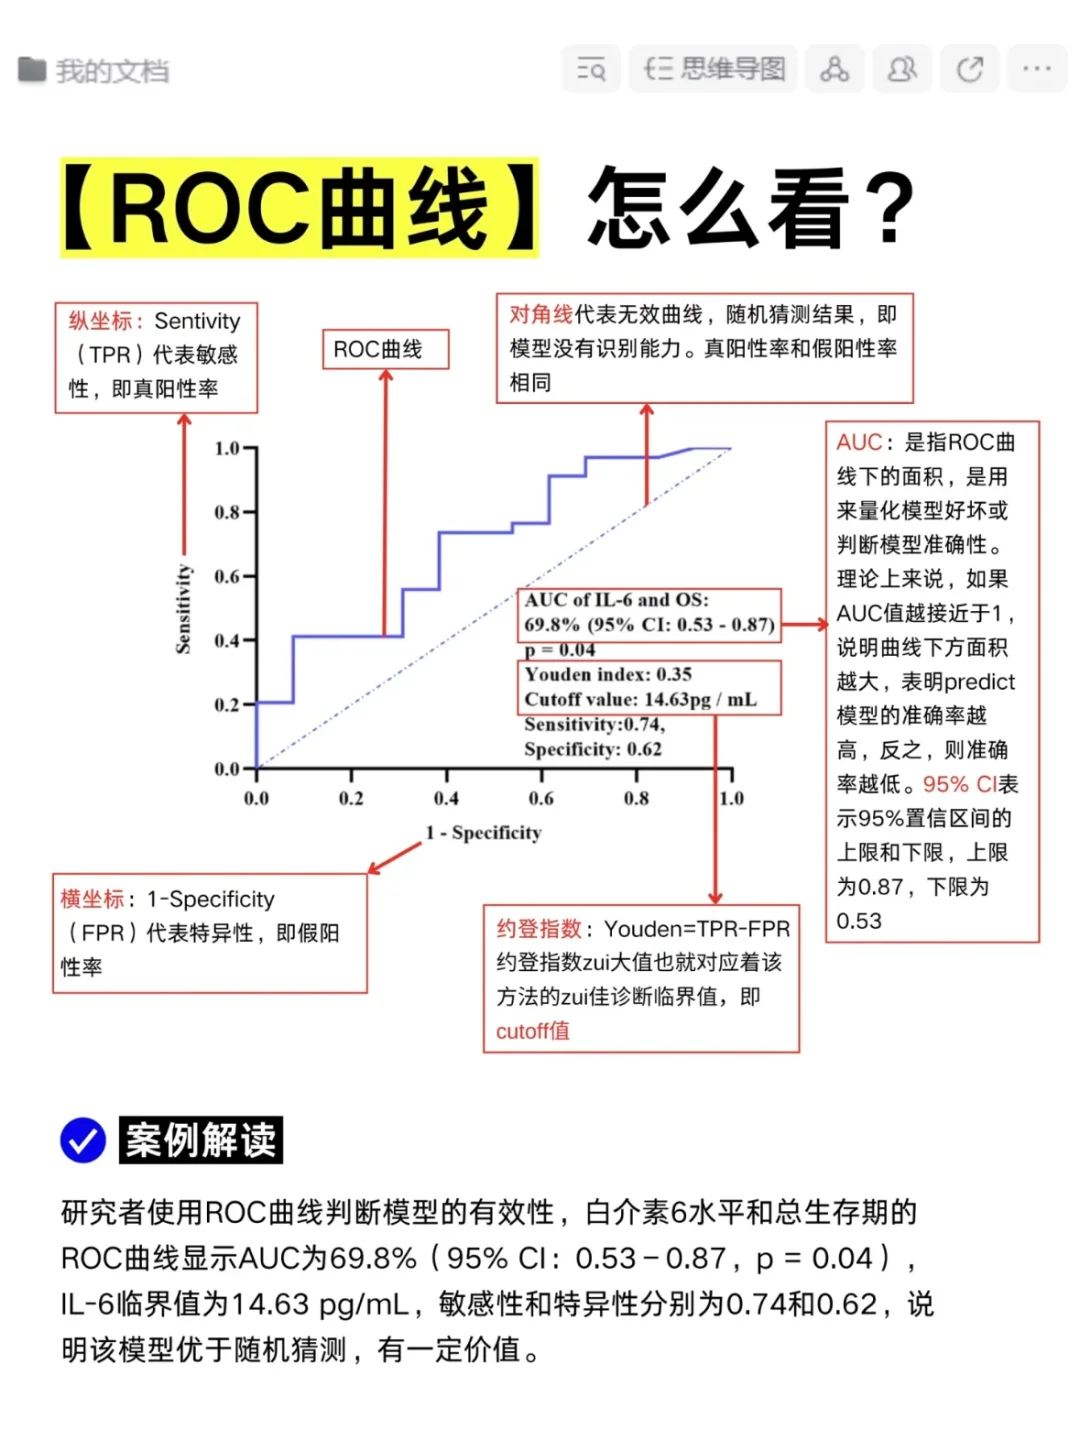 我的文档
思维导图
【ROC曲线】 怎么看？
纵坐标：Sentivity
（TPR）代表敏感
性，即真阳性率
ROC曲线
对角线代表无效曲线，随机猜测结果，即
模型没有识别能力。真阳性率和假阳性率
相同
AUC：是指ROC曲
线下的面积，是用
来量化模型好坏或
判断模型准确性。
理论上来说，如果
AUC值越接近于1，
说明曲线下方面积
越大，表明predict
模型的准确率越
高，反之，则准确
率越低。95% CI表
示95%置信区间的
上限和下限，上限
为0.87，下限为
0.53
1.0
0.8
0.6
0.4
0.2
0.0
Sensitivity
AUC of IL-6 and OS:
69.8% (95% CI: 0.53 - 0.87)
p = 0.04
Youden index: 0.35
Cutoff value: 14.63pg / mL
Sensitivity:0.74,
Specificity: 0.62
0.0 0.2 0.4 0.6 0.8 1.0
1 - Specificity
横坐标：1-Specificity
（FPR）代表特异性，即假阳
性率
约登指数：Youden=TPR-FPR
约登指数zui大值也就对应着该
方法的zui佳诊断临界值，即
cutoff值
案例解读
研究者使用ROC曲线判断模型的有效性，白介素6水平和总生存期的
ROC曲线显示AUC为69.8%（95% CI：0.53－0.87，p = 0.04），
IL-6临界值为14.63 pg/mL，敏感性和特异性分别为0.74和0.62，说
明该模型优于随机猜测，有一定价值。